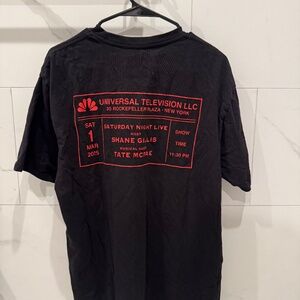 UNIVERSAL TELEVISION LLC
30 ROCKEFELLER PLAZA · NEW YORK
SAT
1
MAR
2025
SATURDAY NIGHT LIVE
HOST
SHANE GILLIS
MUSICAL GUEST
TATE MCRAE
SHOW
TIME
11:30 PM